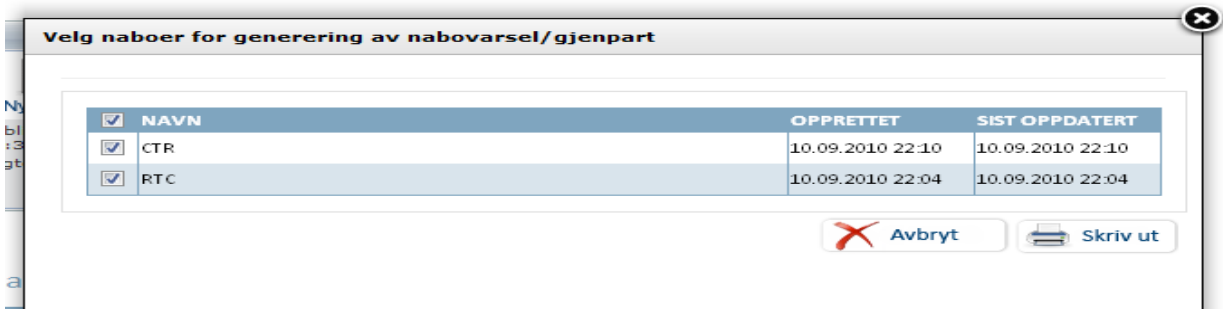 Velg naboer for generering av nabovarsel/gjenpart
NAVN OPPRETTET SIST OPPDATERT
CTR 10.09.2010 22:10 10.09.2010 22:10
RTC 10.09.2010 22:04 10.09.2010 22:04
Avbryt Skriv ut